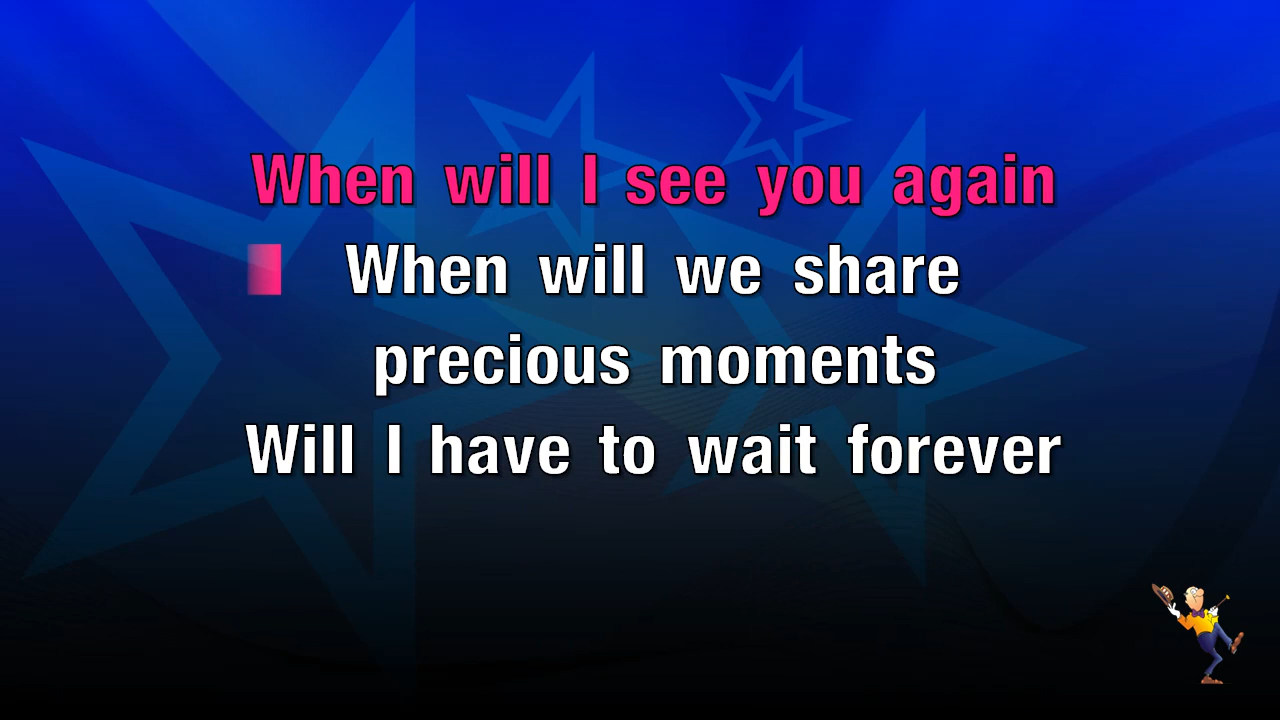 When will I see you again
When will we share
precious moments
Will I have to wait forever